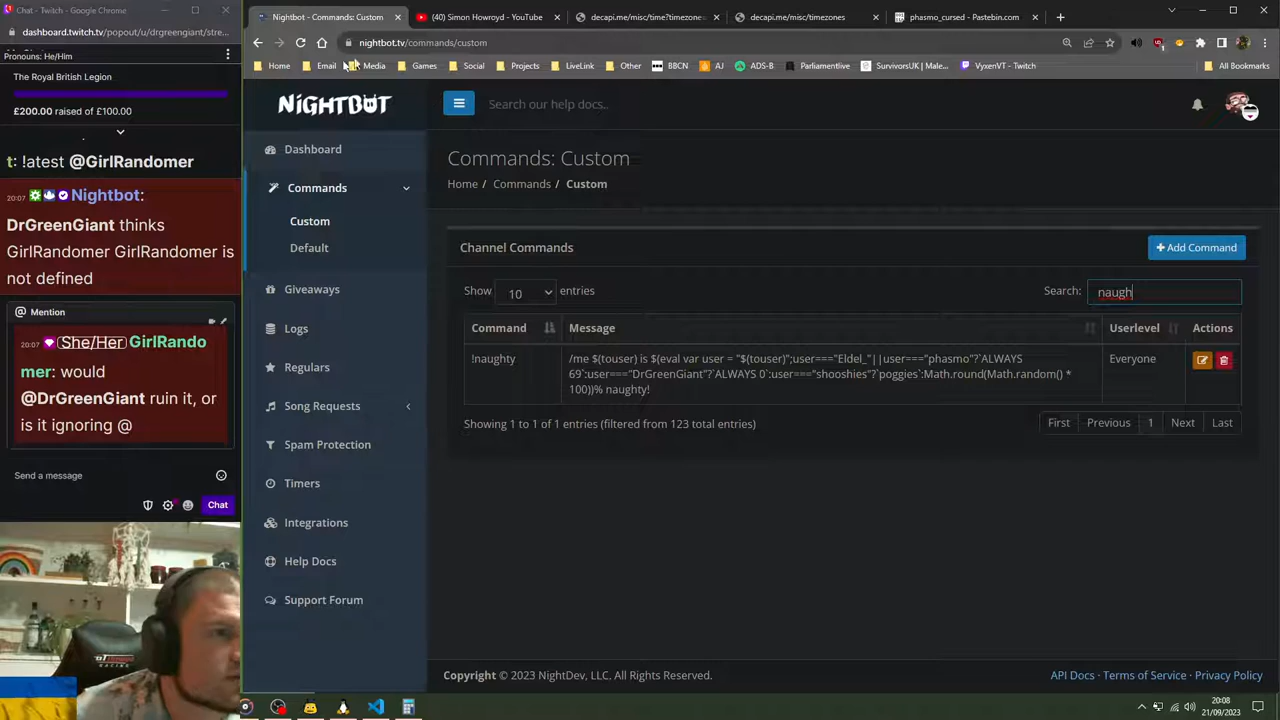 Chat - Twitch - Google Chrome
dashboard.twitch.tv/popout/u/drgreengiant/stre...
Pronouns: He/Him
The Royal British Legion
£200.00 raised of £100.00
t: !atest @GirlRandomer
20:07 Nightbot:
DrGreenGiant thinks
GirlRandomer GirlRandomer is
not defined
@ Mention
20:07 She/Her GirlRando
mer: would
@DrGreenGiant ruin it, or
is it ignoring @
Send a message
Chat
Nightbot - Commands: Custom
(40) Simon Howroyd - YouTube
decapi.me/misc/time?timezone=
decapi.me/misc/timezones
phasmo_cursed - Pastebin.com
nightbot.tv/commands/custom
Home
Email
Media
Games
Social
Projects
LiveLink
Other
BBCN
AJ
ADS-B
Parliamentlive
SurvivorsUK | Male...
VyxenVT - Twitch
All Bookmarks
NiGHTBOT
Search our help docs..
Dashboard
Commands
Custom
Default
Giveaways
Logs
Regulars
Song Requests
Spam Protection
Timers
Integrations
Help Docs
Support Forum
Commands: Custom
Home / Commands / Custom
Channel Commands
+ Add Command
Show 10 entries
Search: naugh
Command Message Userlevel Actions
!naughty /me $(touser) is $(eval var user = "$(touser)";user==="Eldel_"||user==="phasmo"?`ALWAYS Everyone
69`:user==="DrGreenGiant"?`ALWAYS 0`:user==="shooshies"?`poggies`:Math.round(Math.random() *
100))% naughty!
Showing 1 to 1 of 1 entries (filtered from 123 total entries)
First Previous 1 Next Last
Copyright © 2023 NightDev, LLC. All Rights Reserved.
API Docs · Terms of Service · Privacy Policy
20:08
21/09/2023